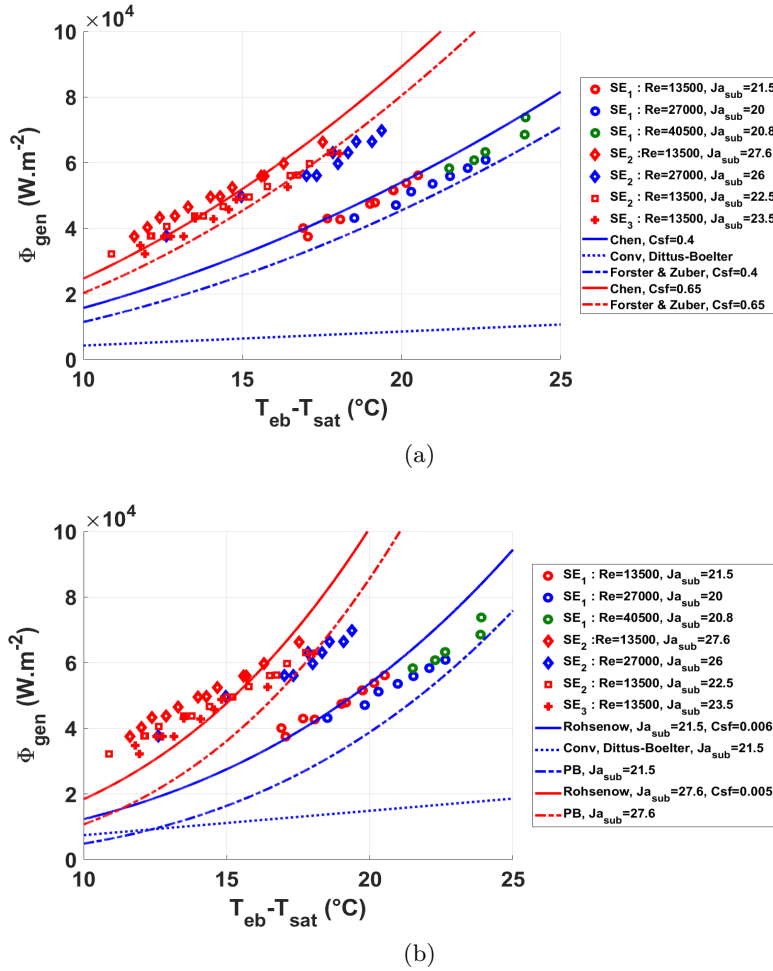 ×10⁴
10
8
6
4
2
0
Φgen (W.m-2)
10
15
20
25
Teb-Tsat (°C)
SE1 : Re=13500, Jasub=21.5
SE1 : Re=27000, Jasub=20
SE1 : Re=40500, Jasub=20.8
SE2 :Re=13500, Jasub=27.6
SE2 : Re=27000, Jasub=26
SE2 : Re=13500, Jasub=22.5
SE3 : Re=13500, Jasub=23.5
Chen, Csf=0.4
Conv, Dittus-Boelter
Forster & Zuber, Csf=0.4
Chen, Csf=0.65
Forster & Zuber, Csf=0.65
(a)
×10⁴
10
8
6
4
2
0
Φgen (W.m-2)
10
15
20
25
Teb-Tsat (°C)
SE1 : Re=13500, Jasub=21.5
SE1 : Re=27000, Jasub=20
SE1 : Re=40500, Jasub=20.8
SE2 :Re=13500, Jasub=27.6
SE2 : Re=27000, Jasub=26
SE2 : Re=13500, Jasub=22.5
SE3 : Re=13500, Jasub=23.5
Rohsenow, Jasub=21.5, Csf=0.006
Conv, Dittus-Boelter, Jasub=21.5
PB, Jasub=21.5
Rohsenow, Jasub=27.6, Csf=0.005
PB, Jasub=27.6
(b)